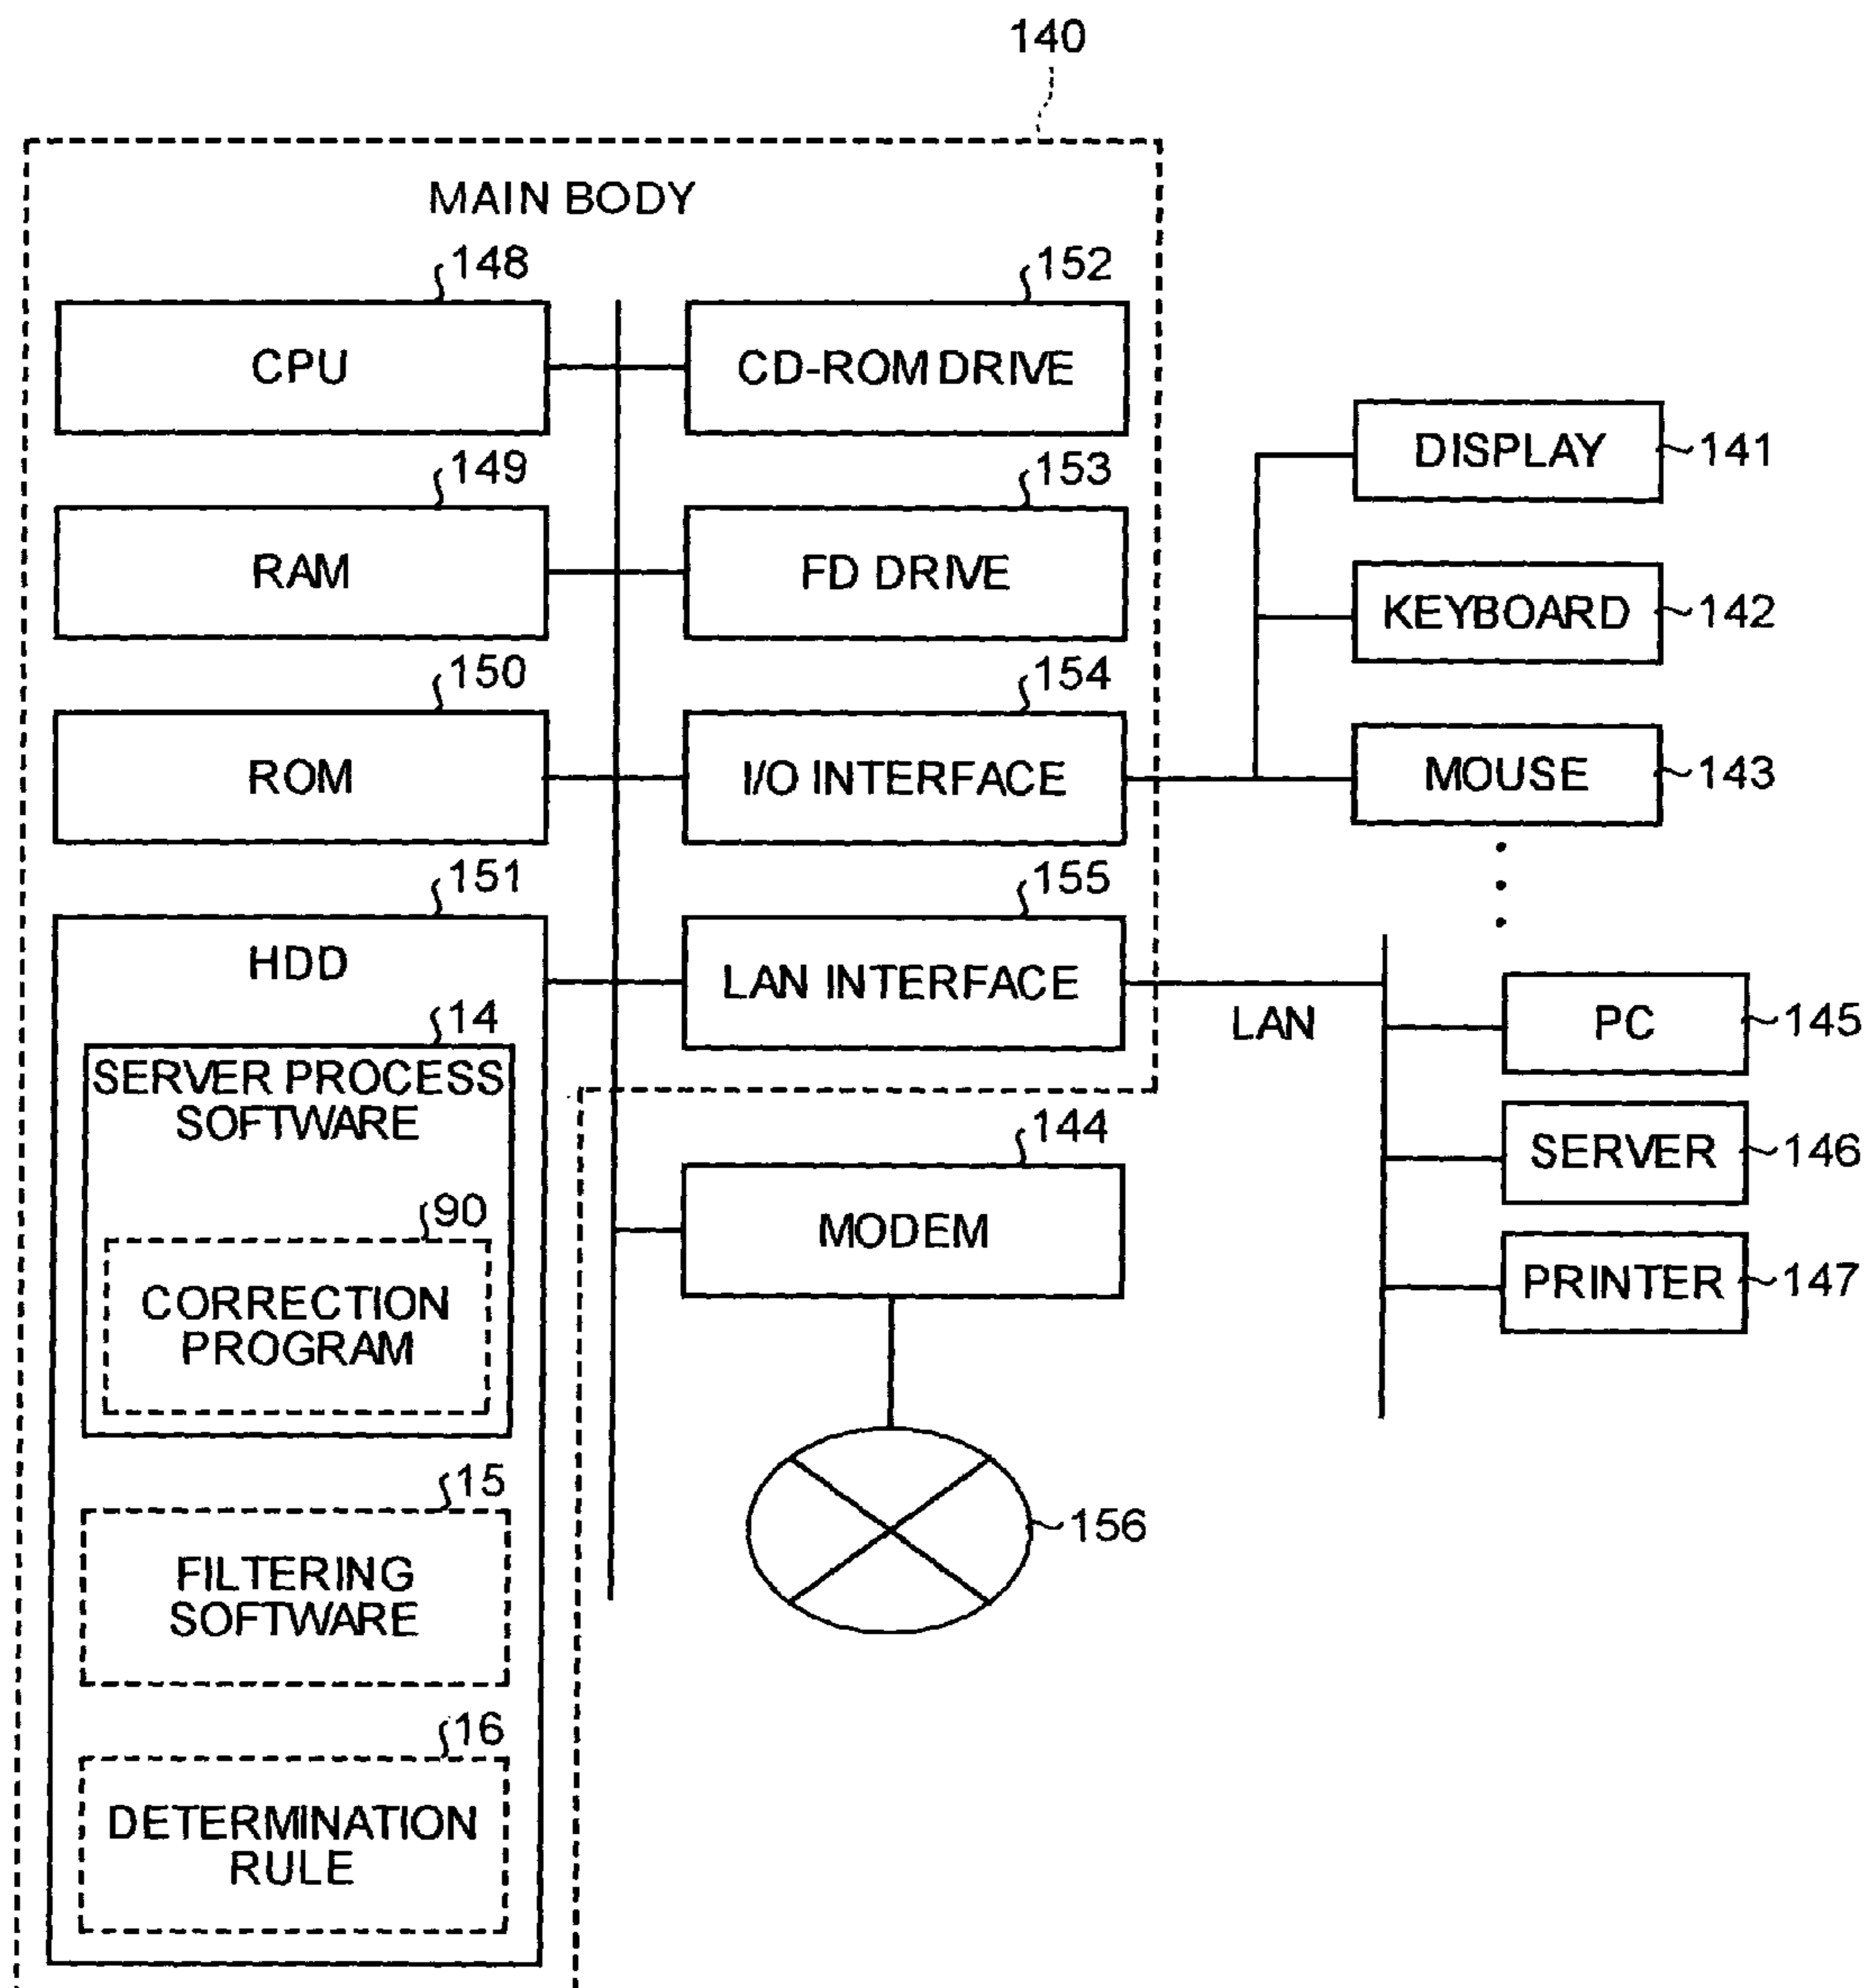 140
MAIN BODY
148
CPU
152
CD-ROM DRIVE
149
RAM
153
FD DRIVE
150
ROM
154
I/O INTERFACE
DISPLAY
141
KEYBOARD
142
MOUSE
143
151
HDD
155
LAN INTERFACE
LAN
PC
145
SERVER
146
PRINTER
147
14
SERVER PROCESS
SOFTWARE
90
CORRECTION
PROGRAM
144
MODEM
156
15
FILTERING
SOFTWARE
16
DETERMINATION
RULE